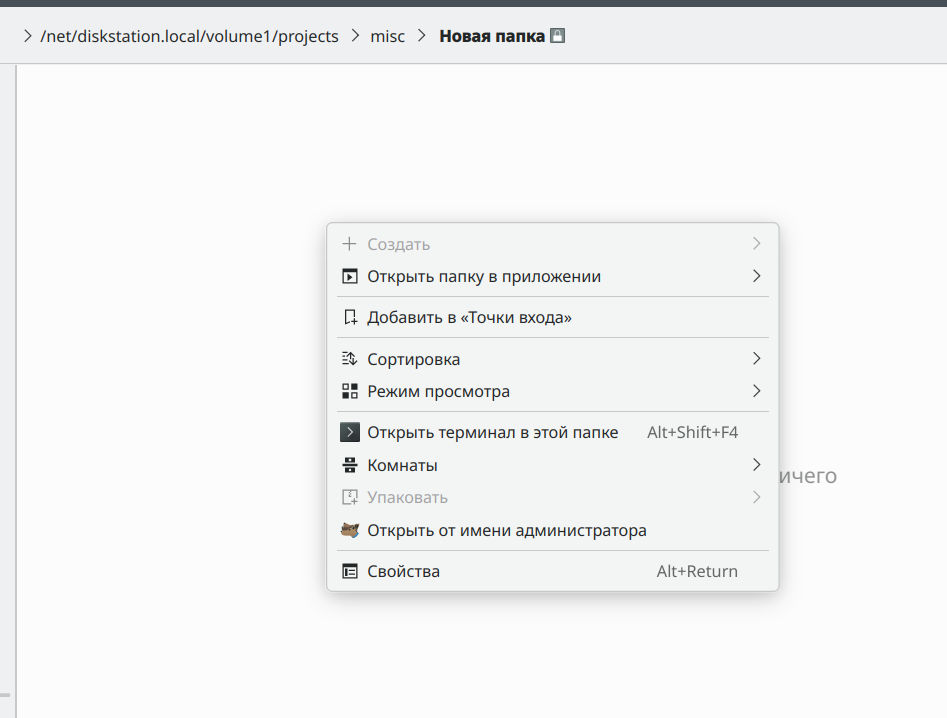 /net/diskstation.local/volume1/projects > misc > Новая папка
Создать
Открыть папку в приложении
Добавить в «Точки входа»
Сортировка
Режим просмотра
Открыть терминал в этой папке Alt+Shift+F4
Комнаты
ичего
Упаковать
Открыть от имени администратора
Свойства Alt+Return